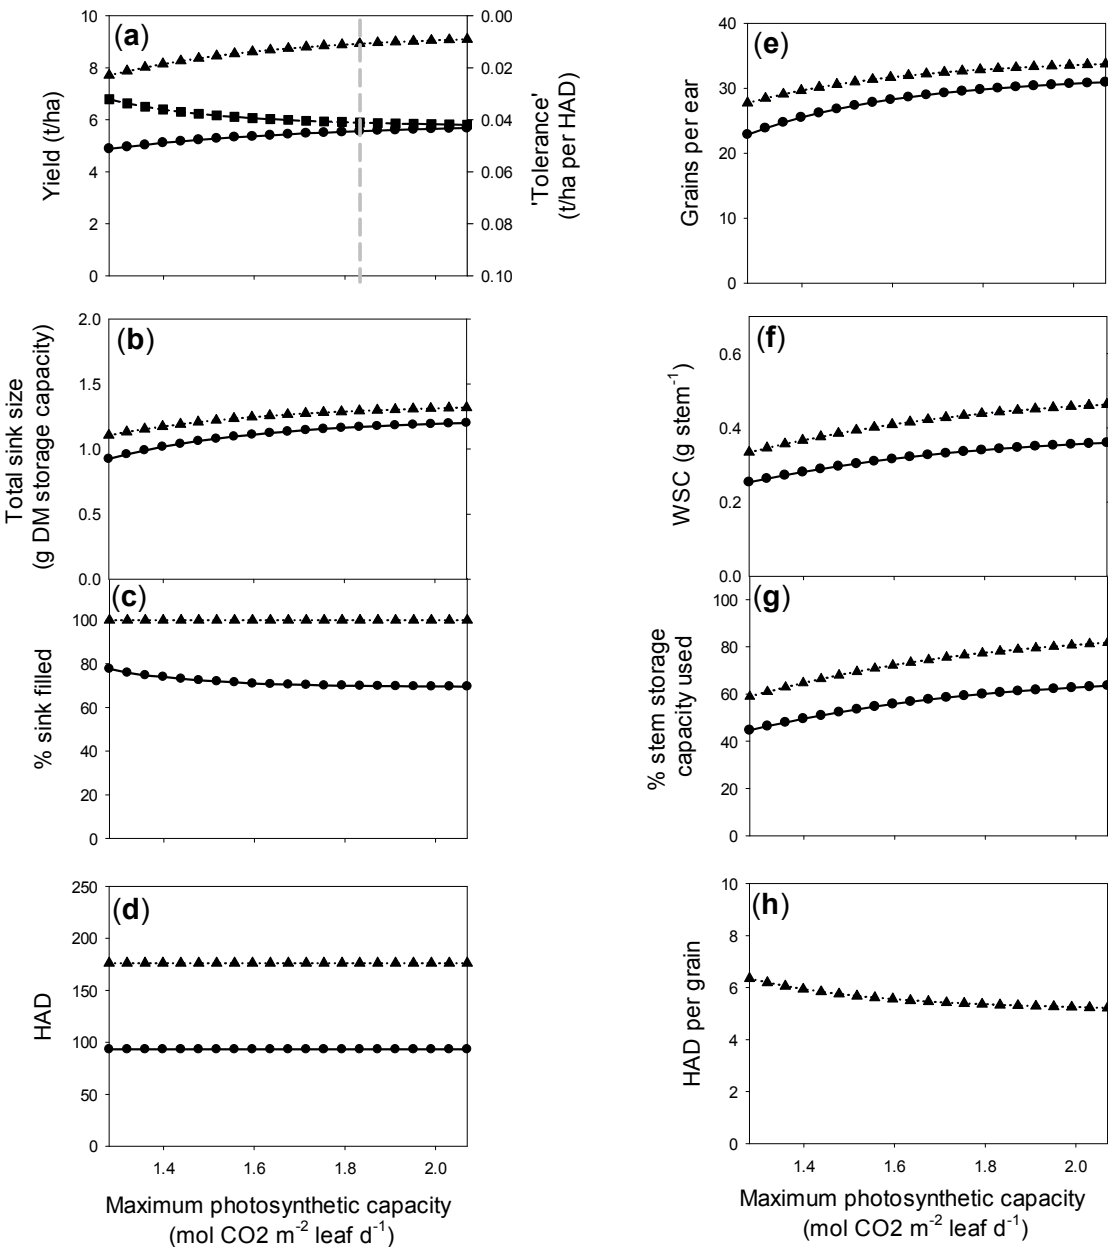 (a)
Yield (t/ha)
10
8
6
4
2
0
0.00
0.02
0.04
0.06
0.08
0.10
'Tolerance'
(t/ha per HAD)
(e)
Grains per ear
40
30
20
10
0
(b)
Total sink size
(g DM storage capacity)
2.0
1.5
1.0
0.5
0.0
(f)
WSC (g stem⁻¹)
0.6
0.4
0.2
0.0
(c)
% sink filled
100
80
60
40
20
0
(g)
% stem storage
capacity used
100
80
60
40
20
0
(d)
HAD
250
200
150
100
50
0
1.4 1.6 1.8 2.0
Maximum photosynthetic capacity
(mol CO2 m⁻² leaf d⁻¹)
(h)
HAD per grain
10
8
6
4
2
0
1.4 1.6 1.8 2.0
Maximum photosynthetic capacity
(mol CO2 m⁻² leaf d⁻¹)